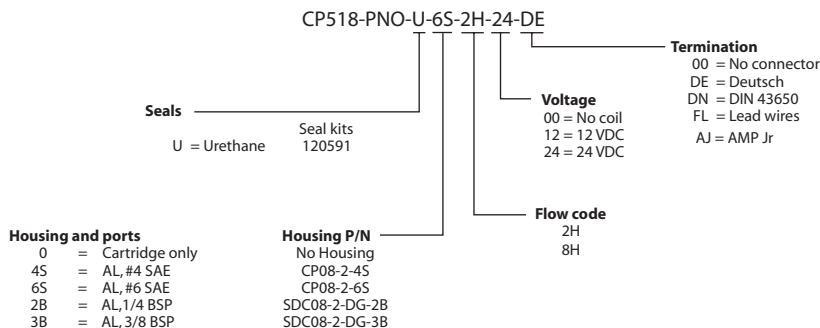 CP518-PNO-U-6S-2H-24-DE
Termination
00 = No connector
DE = Deutsch
DN = DIN 43650
FL = Lead wires
AJ = AMP Jr
Voltage
00 = No coil
12 = 12 VDC
24 = 24 VDC
Seals
Seal kits
U = Urethane 120591
Flow code
2H
8H
Housing and ports Housing P/N
0 = Cartridge only No Housing
4S = AL, #4 SAE CP08-2-4S
6S = AL, #6 SAE CP08-2-6S
2B = AL, 1/4 BSP SDC08-2-DG-2B
3B = AL, 3/8 BSP SDC08-2-DG-3B